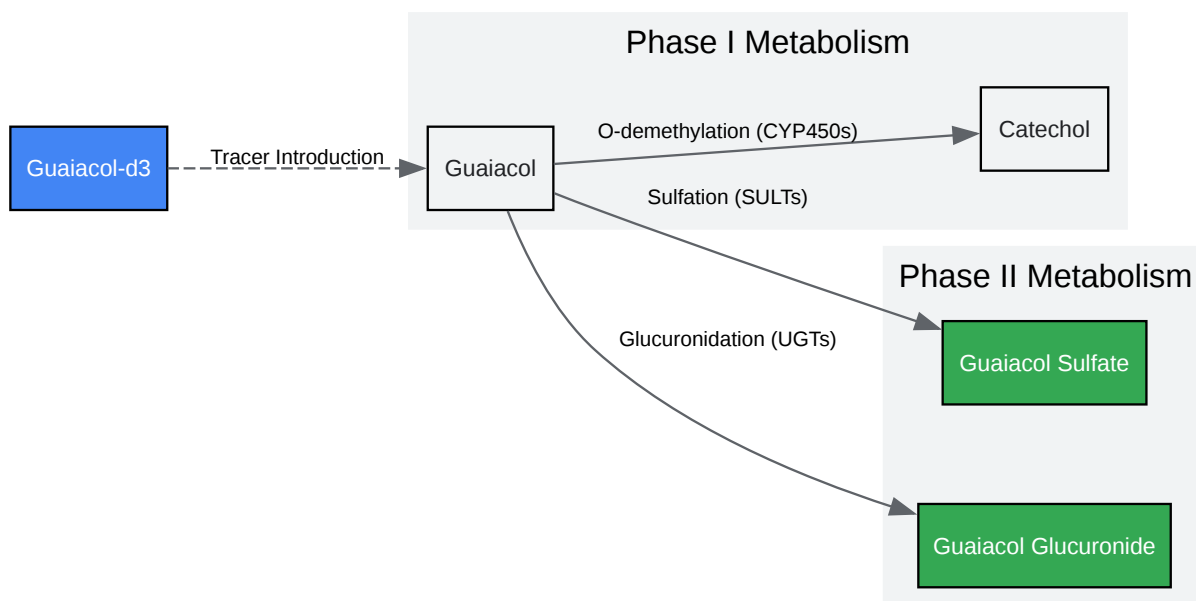 Phase I Metabolism
Guaiacol-d3
Tracer Introduction
Guaiacol
O-demethylation (CYP450s)
Catechol
Sulfation (SULTs)
Phase II Metabolism
Glucuronidation (UGTs)
Guaiacol Sulfate
Guaiacol Glucuronide